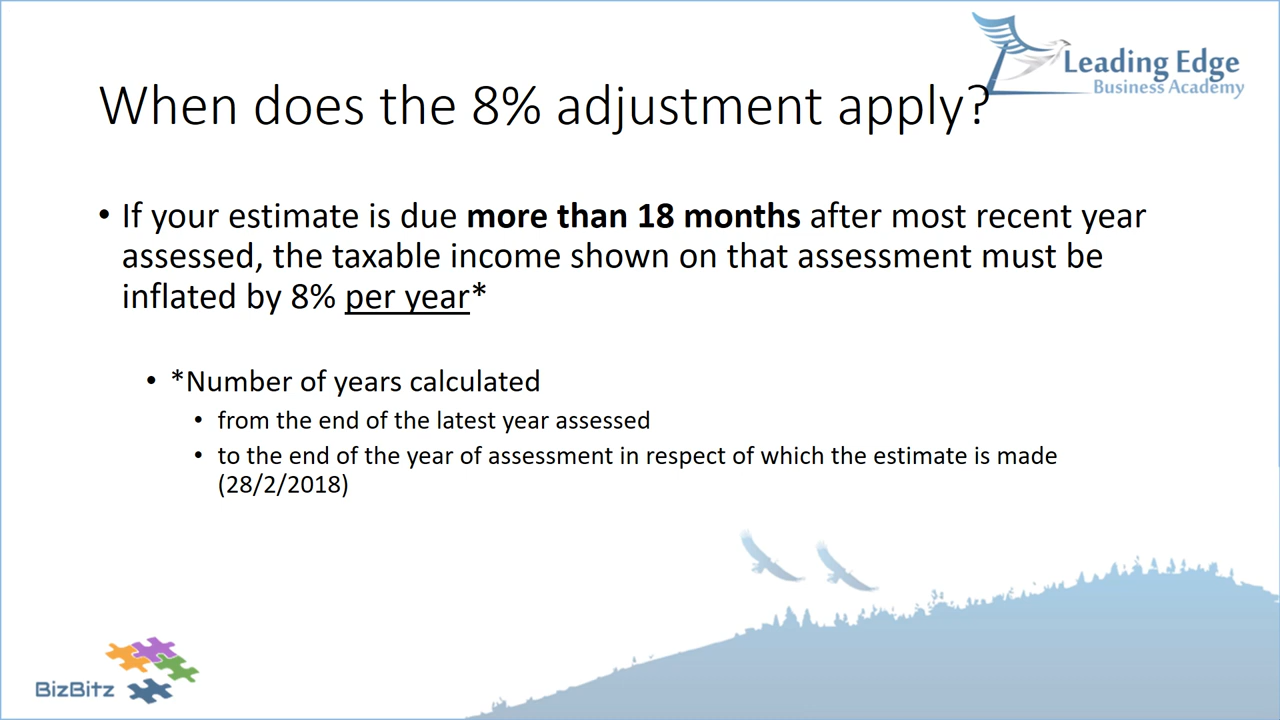 Leading Edge
Business Academy
When does the 8% adjustment apply?
• If your estimate is due more than 18 months after most recent year
assessed, the taxable income shown on that assessment must be
inflated by 8% per year*
• *Number of years calculated
• from the end of the latest year assessed
• to the end of the year of assessment in respect of which the estimate is made
(28/2/2018)
BizBitz